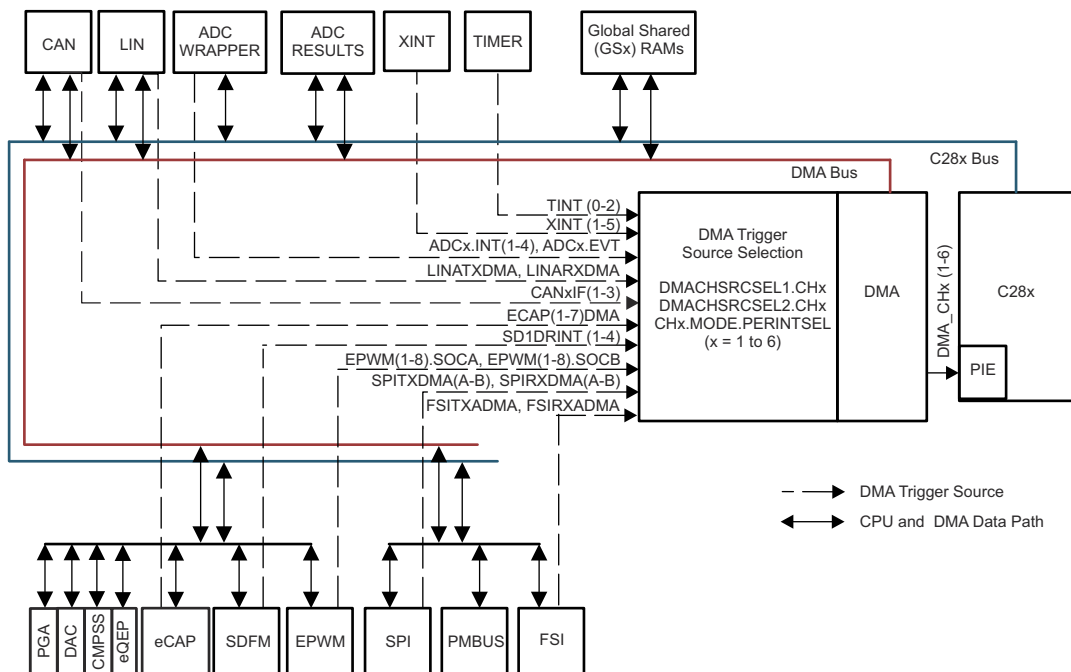 CAN
LIN
ADC
WRAPPER
ADC
RESULTS
XINT
TIMER
Global Shared
(GSx) RAMs
C28x Bus
DMA Bus
TINT (0-2)
XINT (1-5)
ADCx.INT(1-4), ADCx.EVT
LINATXDMA, LINARXDMA
CANxIF(1-3)
ECAP(1-7)DMA
SD1DRINT (1-4)
EPWM(1-8).SOCA, EPWM(1-8).SOCB
SPITXDMA(A-B), SPIRXDMA(A-B)
FSITXADMA, FSIRXADMA
DMA Trigger
Source Selection
DMACHSRCSEL1.CHx
DMACHSRCSEL2.CHx
CHx.MODE.PERINTSEL
(x = 1 to 6)
DMA
DMA_CHx (1-6)
C28x
PIE
DMA Trigger Source
CPU and DMA Data Path
PGA
DAC
CMPSS
eQEP
eCAP
SDFM
EPWM
SPI
PMBUS
FSI